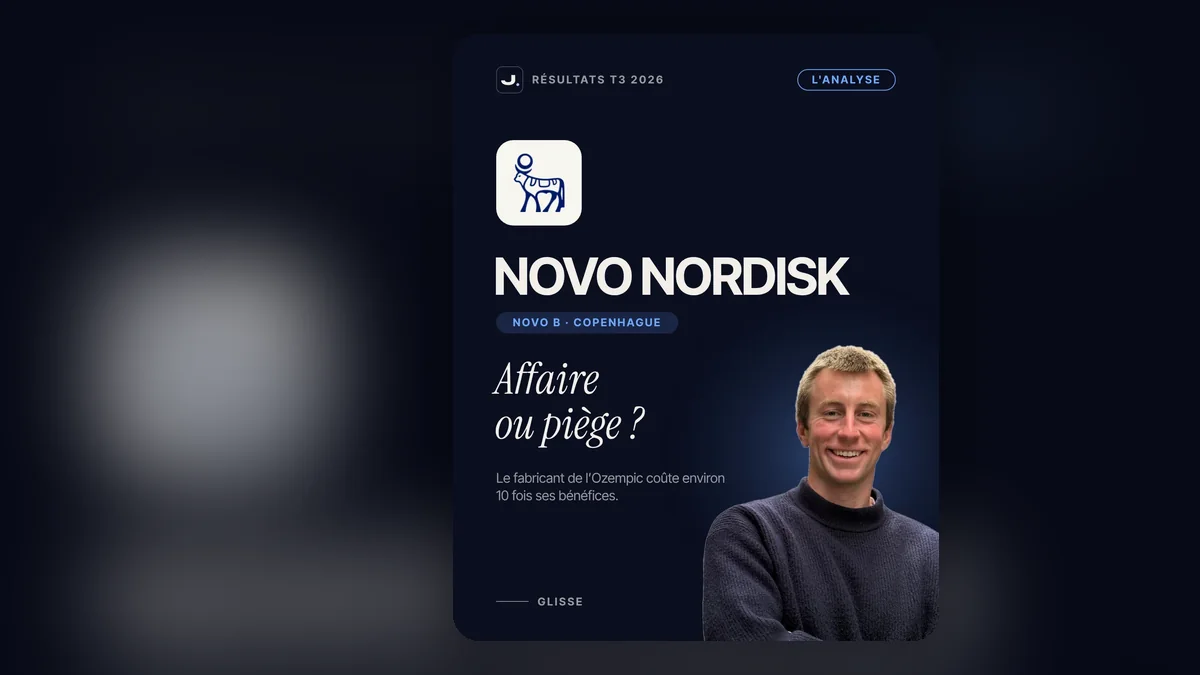 J. RÉSULTATS T3 2026
L'ANALYSE
NOVO NORDISK
NOVO B · COPENHAGUE
Affaire
ou piège ?
Le fabricant de l'Ozempic coûte environ
10 fois ses bénéfices.
GLISSE